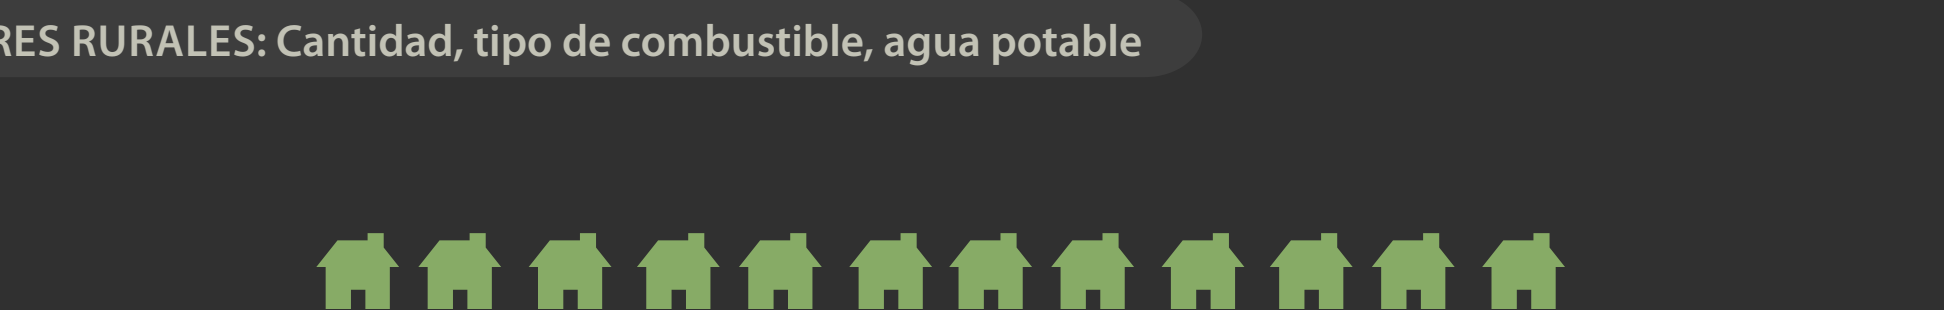 RES RURALES: Cantidad, tipo de combustible, agua potable